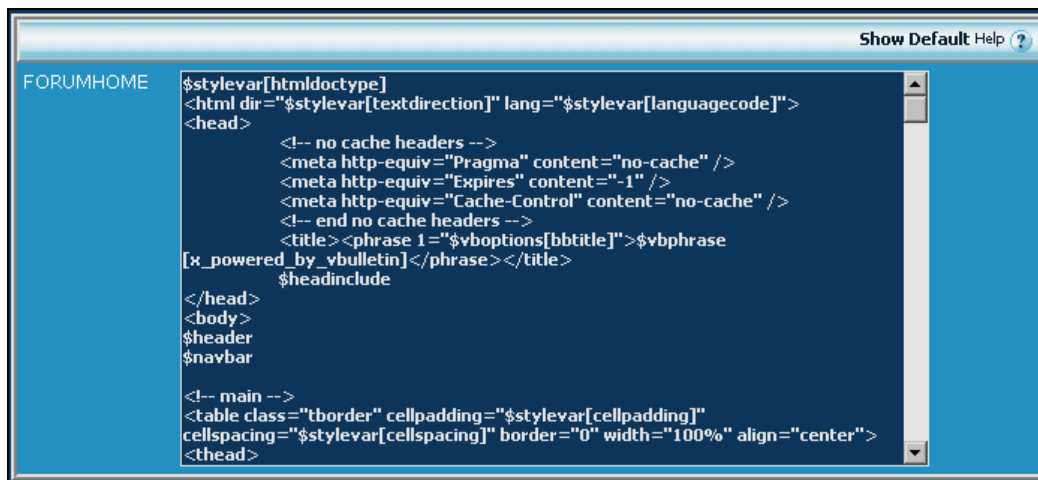 Show Default Help ?
FORUMHOME
$stylevar[htmldoctype]
<html dir="$stylevar[textdirection]" lang="$stylevar[languagecode]">
<head>
<!-- no cache headers -->
<meta http-equiv="Pragma" content="no-cache" />
<meta http-equiv="Expires" content="-1" />
<meta http-equiv="Cache-Control" content="no-cache" />
<!-- end no cache headers -->
<title><phrase 1="$vboptions[bbtitle]">$vbphrase
[x_powered_by_vbulletin]</phrase></title>
$headinclude
</head>
<body>
$header
$navbar
<!-- main -->
<table class="tborder" cellpadding="$stylevar[cellpadding]"
cellspacing="$stylevar[cellspacing]" border="0" width="100%" align="center">
<thead>